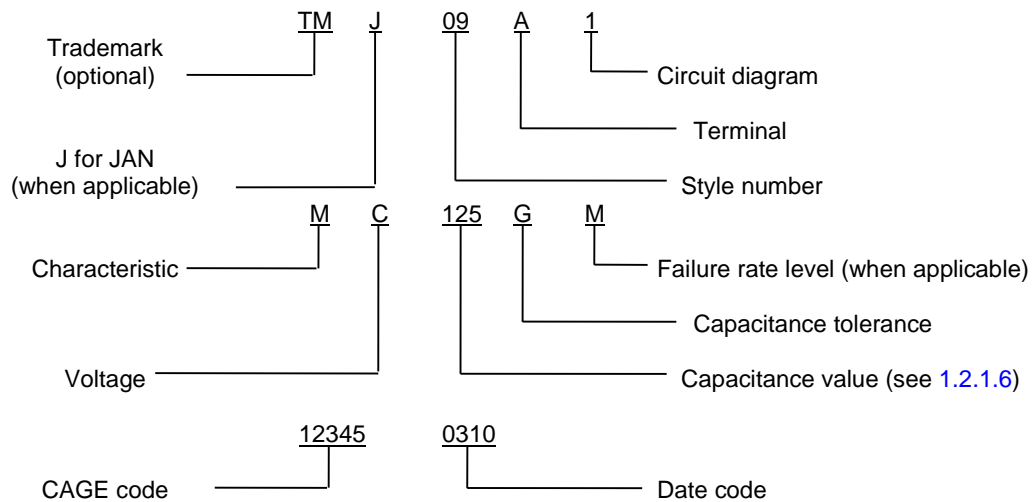 TM J 09 A 1
Trademark
(optional)
Circuit diagram
Terminal
J for JAN
(when applicable)
Style number
M C 125 G M
Characteristic
Failure rate level (when applicable)
Capacitance tolerance
Voltage
Capacitance value (see 1.2.1.6)
12345 0310
CAGE code
Date code